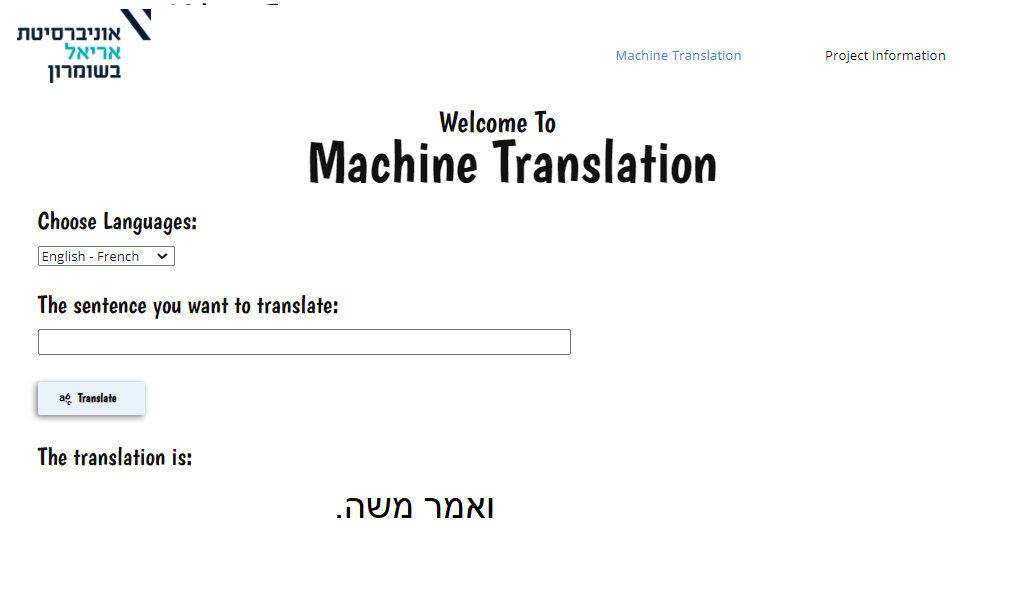 אוניברסיטת
אריאל
בשומרון
Machine Translation
Project Information
Welcome To
Machine Translation
Choose Languages:
English - French
The sentence you want to translate:
Translate
The translation is:
ואמר משה.